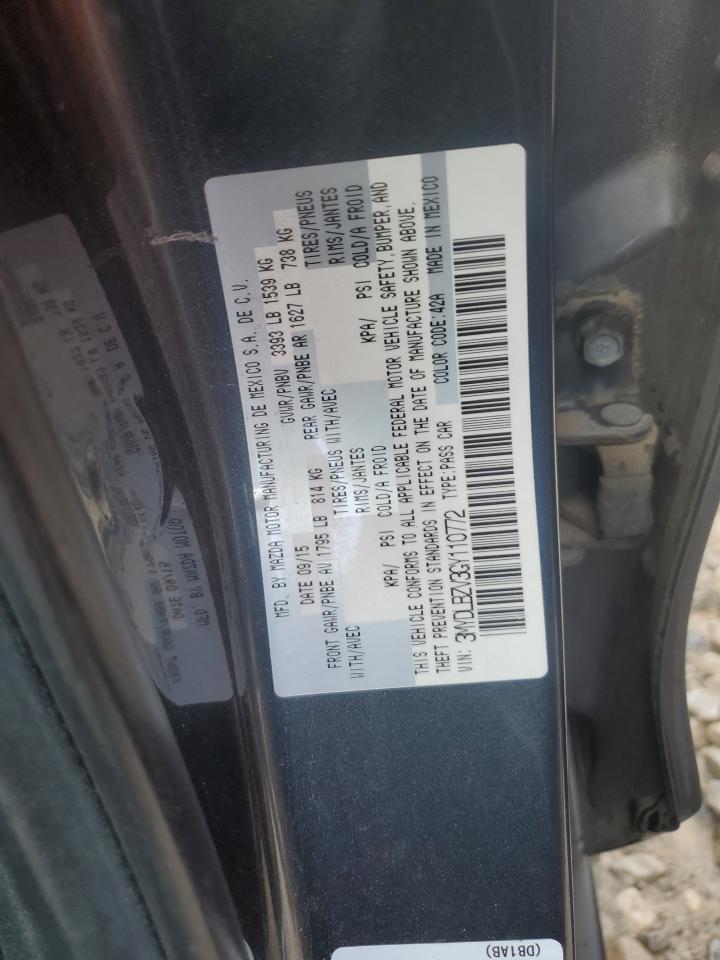 MFD. BY MAZDA MOTOR MANUFACTURING DE MEXICO S.A. DE C.V.
DATE 09/15 GVWR/PNBV 3393 LB 1539 KG
FRONT GAWR/PNBE AV 1795 LB 814 KG REAR GAWR/PNBE AR 1627 LB 738 KG
WITH/AVEC TIRES/PNEUS WITH/AVEC TIRES/PNEUS
RIMS/JANTES RIMS/JANTES
KPA/ PSI COLD/A FROID KPA/ PSI COLD/A FROID
THIS VEHICLE CONFORMS TO ALL APPLICABLE FEDERAL MOTOR VEHICLE SAFETY, BUMPER, AND
THEFT PREVENTION STANDARDS IN EFFECT ON THE DATE OF MANUFACTURE SHOWN ABOVE.
VIN: 3MYDLBZV3GY110772 TYPE:PASS CAR COLOR CODE:42A MADE IN MEXICO
(DB1AB)